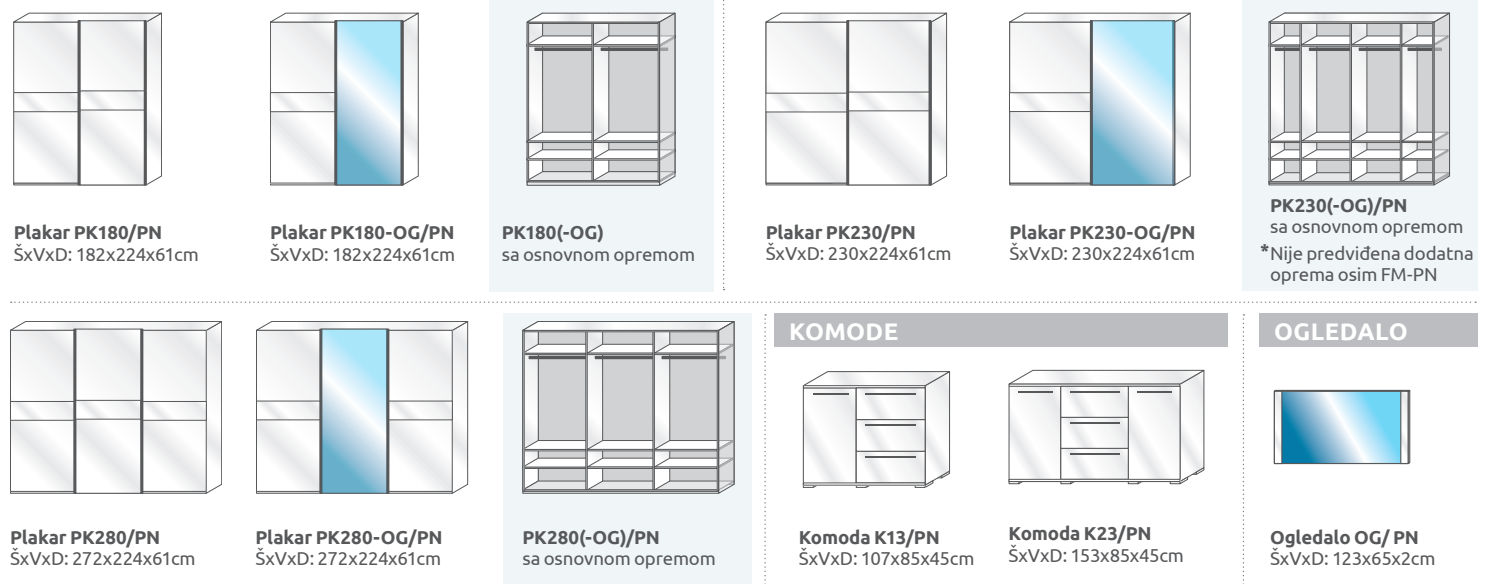 Plakar PK180/PN
ŠxVxD: 182x224x61cm
Plakar PK180-OG/PN
ŠxVxD: 182x224x61cm
PK180(-OG)
sa osnovnom opremom
Plakar PK230/PN
ŠxVxD: 230x224x61cm
Plakar PK230-OG/PN
ŠxVxD: 230x224x61cm
PK230(-OG)/PN
sa osnovnom opremom
*Nije predviđena dodatna
oprema osim FM-PN
Plakar PK280/PN
ŠxVxD: 272x224x61cm
Plakar PK280-OG/PN
ŠxVxD: 272x224x61cm
PK280(-OG)/PN
sa osnovnom opremom
KOMODE
Komoda K13/PN
ŠxVxD: 107x85x45cm
Komoda K23/PN
ŠxVxD: 153x85x45cm
OGLEDALO
Ogledalo OG/ PN
ŠxVxD: 123x65x2cm